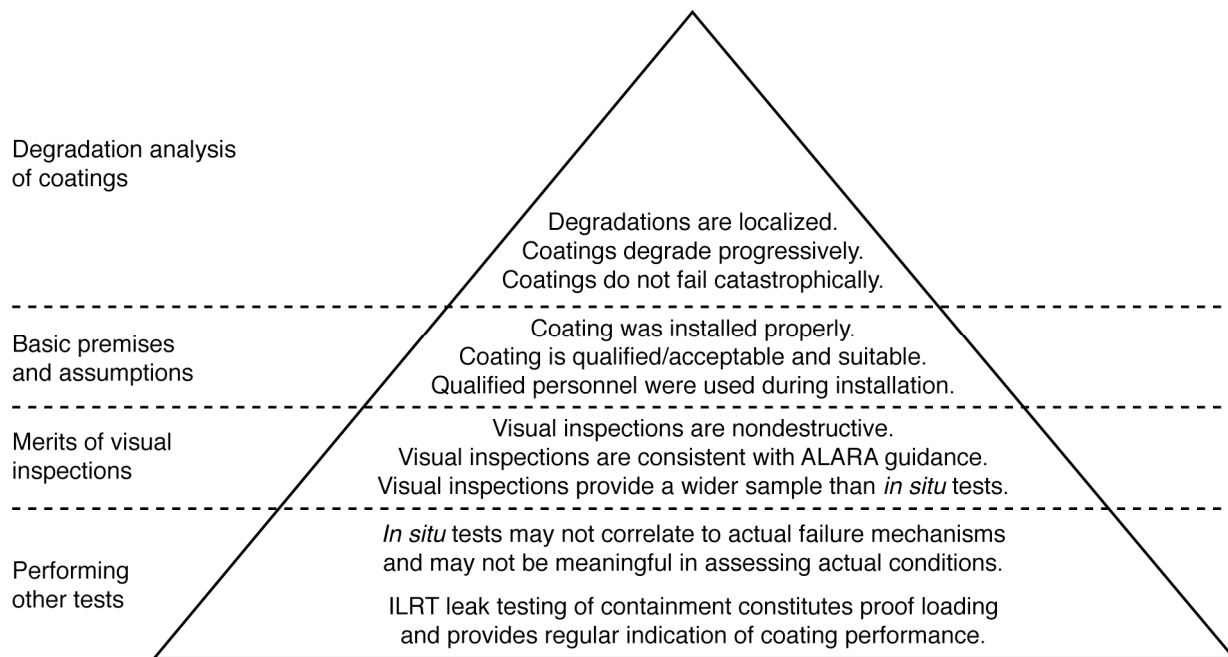 Degradation analysis
of coatings
Degradations are localized.
Coatings degrade progressively.
Coatings do not fail catastrophically.
Basic premises
and assumptions
Coating was installed properly.
Coating is qualified/acceptable and suitable.
Qualified personnel were used during installation.
Merits of visual
inspections
Visual inspections are nondestructive.
Visual inspections are consistent with ALARA guidance.
Visual inspections provide a wider sample than in situ tests.
Performing
other tests
In situ tests may not correlate to actual failure mechanisms
and may not be meaningful in assessing actual conditions.
ILRT leak testing of containment constitutes proof loading
and provides regular indication of coating performance.